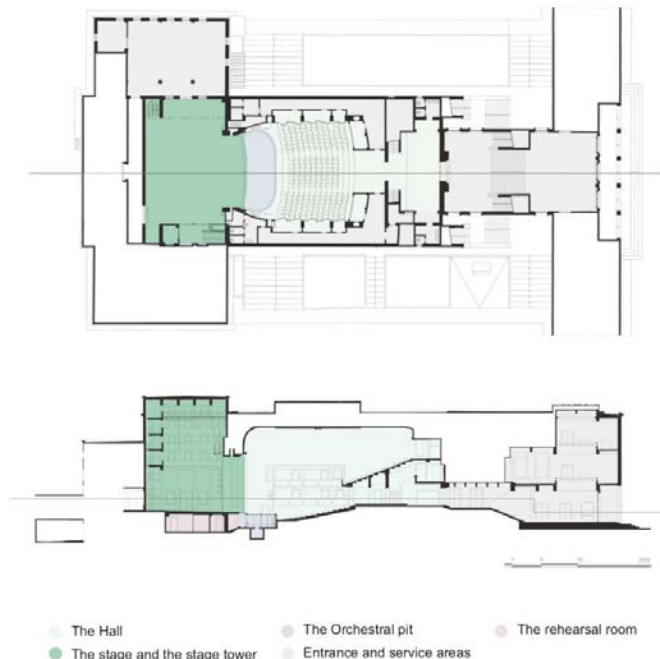 The Hall
The Orchestral pit
The rehearsal room
The stage and the stage tower
Entrance and service areas